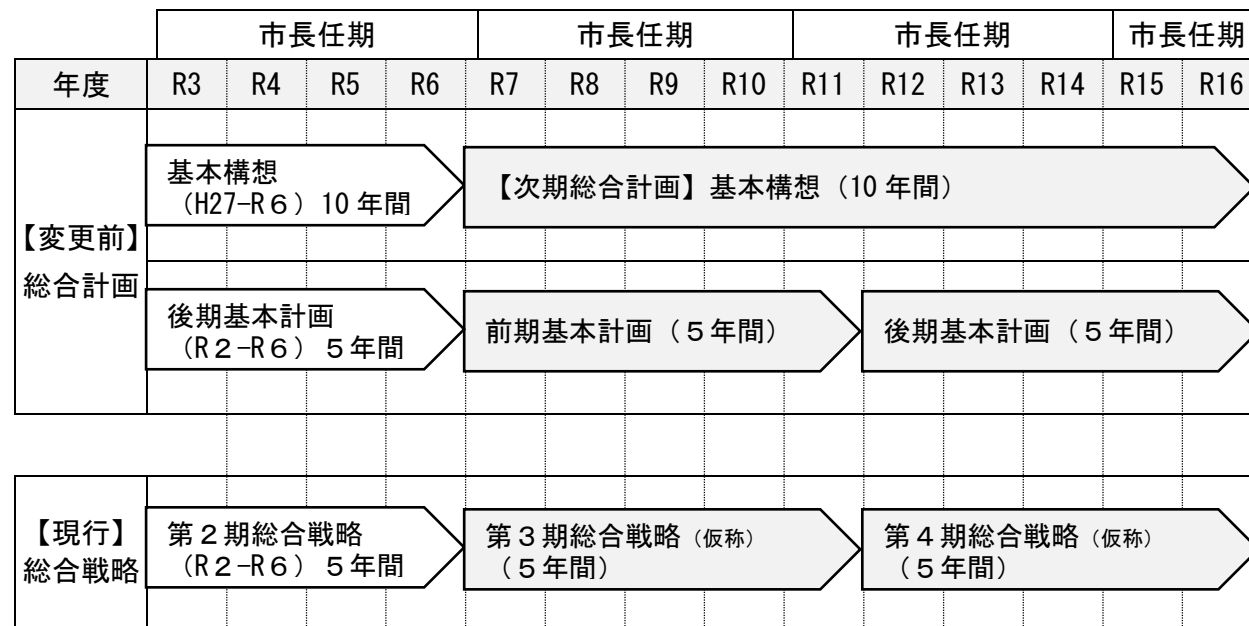 市長任期 市長任期 市長任期 市長任期
年度 R3 R4 R5 R6 R7 R8 R9 R10 R11 R12 R13 R14 R15 R16
【変更前】
総合計画
基本構想
（H27-R６）10年間
【次期総合計画】基本構想（10年間）
後期基本計画
（R２-R６）５年間
前期基本計画（５年間）
後期基本計画（５年間）
【現行】
総合戦略
第２期総合戦略
（R２-R６）５年間
第３期総合戦略（仮称）
（５年間）
第４期総合戦略（仮称）
（５年間）